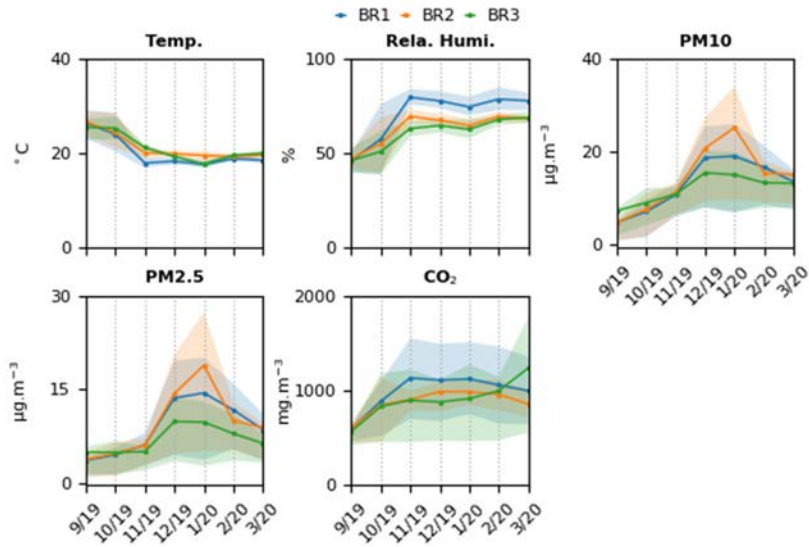 BR1 BR2 BR3
Temp.
40
20
0
°C
Rela. Humi.
100
50
0
%
PM10
40
20
0
µg.m⁻³
9/19 10/19 11/19 12/19 1/20 2/20 3/20
PM2.5
30
15
0
µg.m⁻³
9/19 10/19 11/19 12/19 1/20 2/20 3/20
CO₂
2000
1000
0
mg.m⁻³
9/19 10/19 11/19 12/19 1/20 2/20 3/20